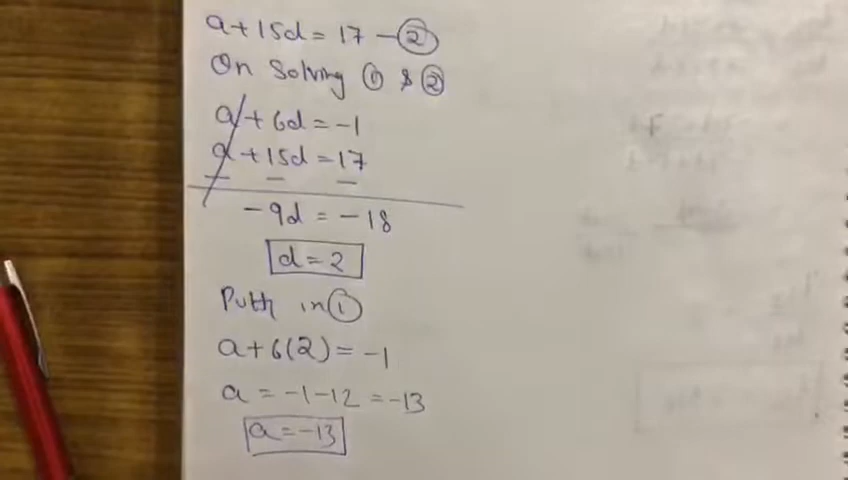 a + 15d = 17 — ②
On Solving ① & ②
a + 6d = -1
a + 15d = 17
- - -
-9d = -18
d = 2
Putt in ①
a + 6(2) = -1
a = -1 - 12 = -13
a = -13